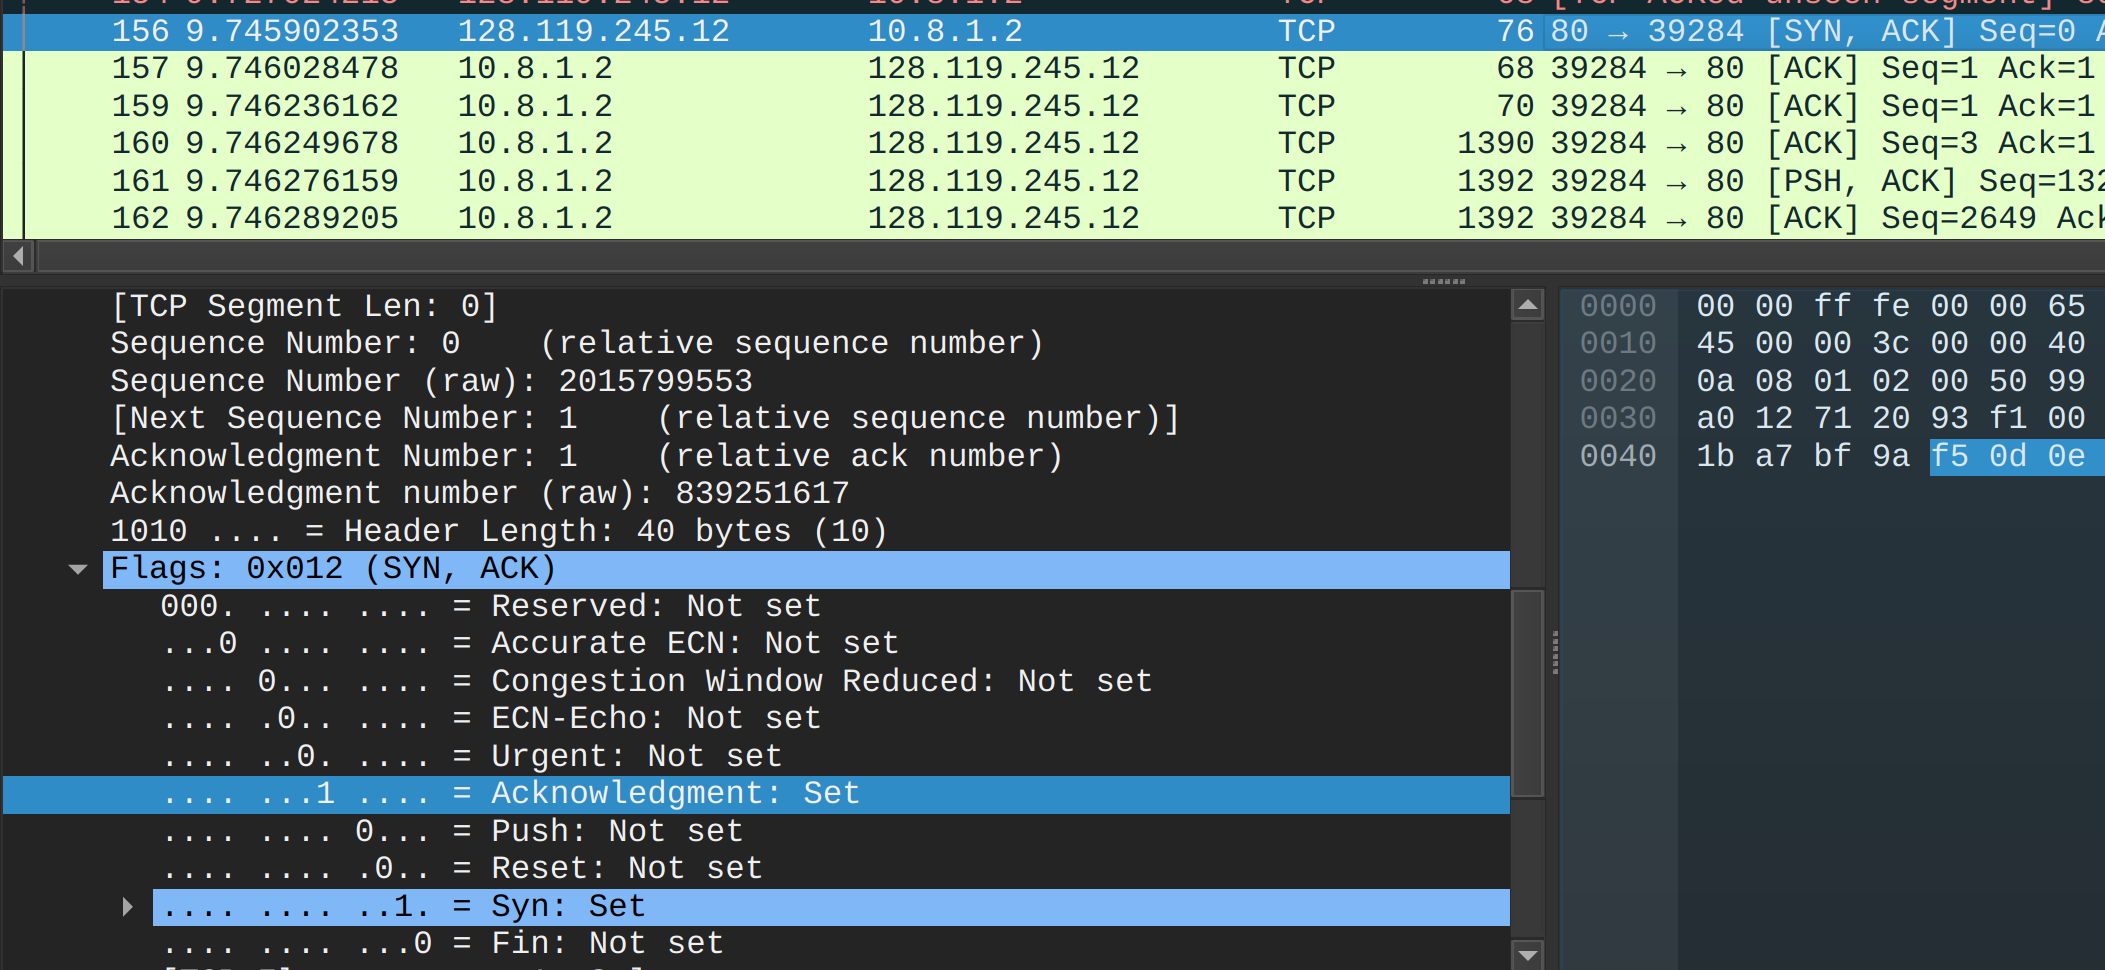 156 9.745902353 128.119.245.12 10.8.1.2 TCP 76 80 → 39284 [SYN, ACK] Seq=0
157 9.746028478 10.8.1.2 128.119.245.12 TCP 68 39284 → 80 [ACK] Seq=1 Ack=1
159 9.746236162 10.8.1.2 128.119.245.12 TCP 70 39284 → 80 [ACK] Seq=1 Ack=1
160 9.746249678 10.8.1.2 128.119.245.12 TCP 1390 39284 → 80 [ACK] Seq=3 Ack=1
161 9.746276159 10.8.1.2 128.119.245.12 TCP 1392 39284 → 80 [PSH, ACK] Seq=132
162 9.746289205 10.8.1.2 128.119.245.12 TCP 1392 39284 → 80 [ACK] Seq=2649 Ack
[TCP Segment Len: 0]
Sequence Number: 0    (relative sequence number)
Sequence Number (raw): 2015799553
[Next Sequence Number: 1    (relative sequence number)]
Acknowledgment Number: 1    (relative ack number)
Acknowledgment number (raw): 839251617
1010 .... = Header Length: 40 bytes (10)
Flags: 0x012 (SYN, ACK)
000. .... .... = Reserved: Not set
...0 .... .... = Accurate ECN: Not set
.... 0... .... = Congestion Window Reduced: Not set
.... .0.. .... = ECN-Echo: Not set
.... ..0. .... = Urgent: Not set
.... ...1 .... = Acknowledgment: Set
.... .... 0... = Push: Not set
.... .... .0.. = Reset: Not set
.... .... ..1. = Syn: Set
.... .... ...0 = Fin: Not set
0000 00 00 ff fe 00 00 65
0010 45 00 00 3c 00 00 40
0020 0a 08 01 02 00 50 99
0030 a0 12 71 20 93 f1 00
0040 1b a7 bf 9a f5 0d 0e